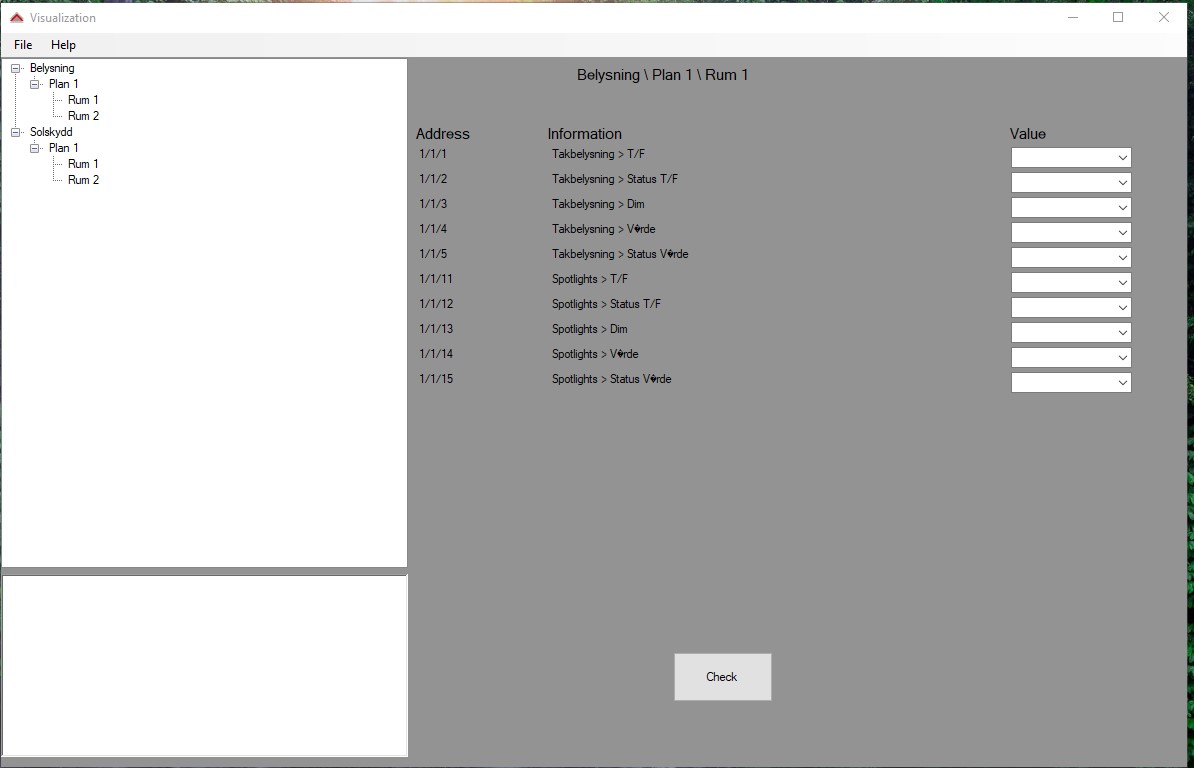 Visualization
File Help
Belysning
Plan 1
Rum 1
Rum 2
Solskydd
Plan 1
Rum 1
Rum 2
Belysning \ Plan 1 \ Rum 1
Address Information Value
1/1/1 Takbelysning > T/F
1/1/2 Takbelysning > Status T/F
1/1/3 Takbelysning > Dim
1/1/4 Takbelysning > V�rde
1/1/5 Takbelysning > Status V�rde
1/1/11 Spotlights > T/F
1/1/12 Spotlights > Status T/F
1/1/13 Spotlights > Dim
1/1/14 Spotlights > V�rde
1/1/15 Spotlights > Status V�rde
Check